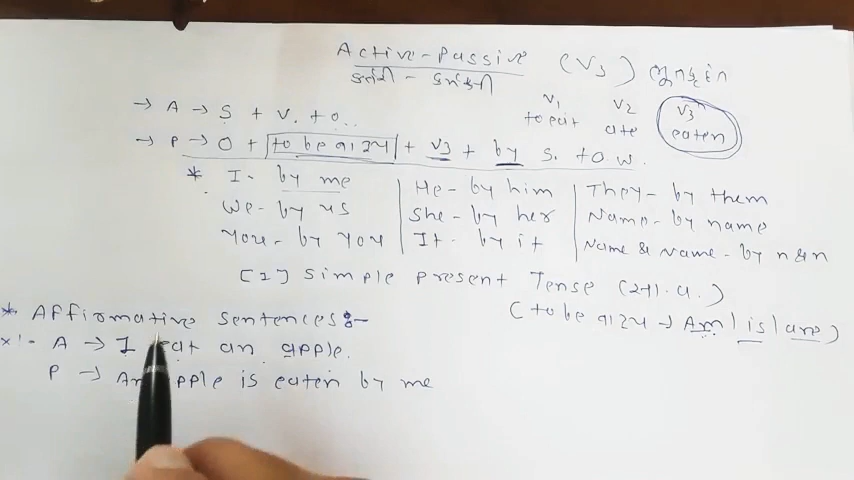 Active-Passive (V3) ભૂતકૃદંત
કર્તરી - કર્મણી
→ A → S + V. + O...
V1 V2 V3
to eat ate eaten
→ P → O + to be વાચક + V3 + by S. + O W.
* I - by me He - by him They - by them
We - by us She - by her Name - by name
You - by you It - by it Name & Name - by n&n
[1] Simple Present Tense (સા.વ.)
* Affirmative Sentences :- (to be વાચક → Am / is / are)
A → I eat an apple.
P → An apple is eaten by me